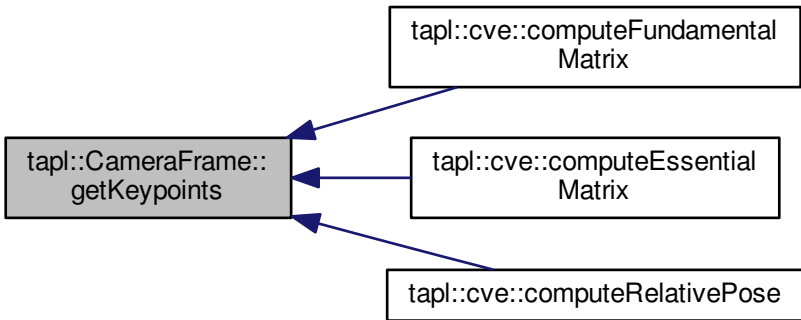 tapl::cve::computeFundamental
Matrix
tapl::CameraFrame::
getKeypoints
tapl::cve::computeEssential
Matrix
tapl::cve::computeRelativePose